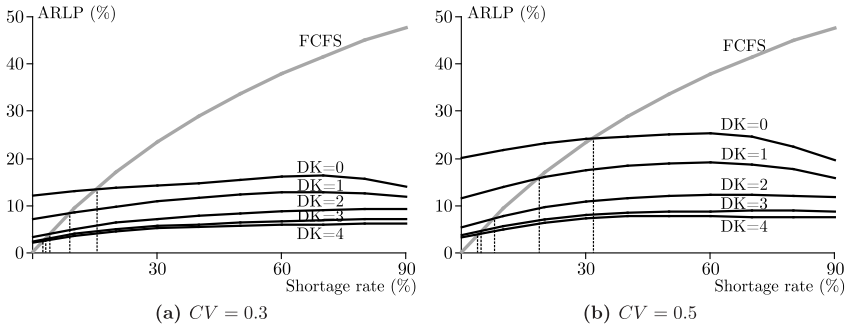 ARLP (%)
50
40
30
20
10
0
FCFS
DK=0
DK=1
DK=2
DK=3
DK=4
30
60
90
Shortage rate (%)
(a) CV = 0.3
ARLP (%)
50
40
30
20
10
0
FCFS
DK=0
DK=1
DK=2
DK=3
DK=4
30
60
90
Shortage rate (%)
(b) CV = 0.5